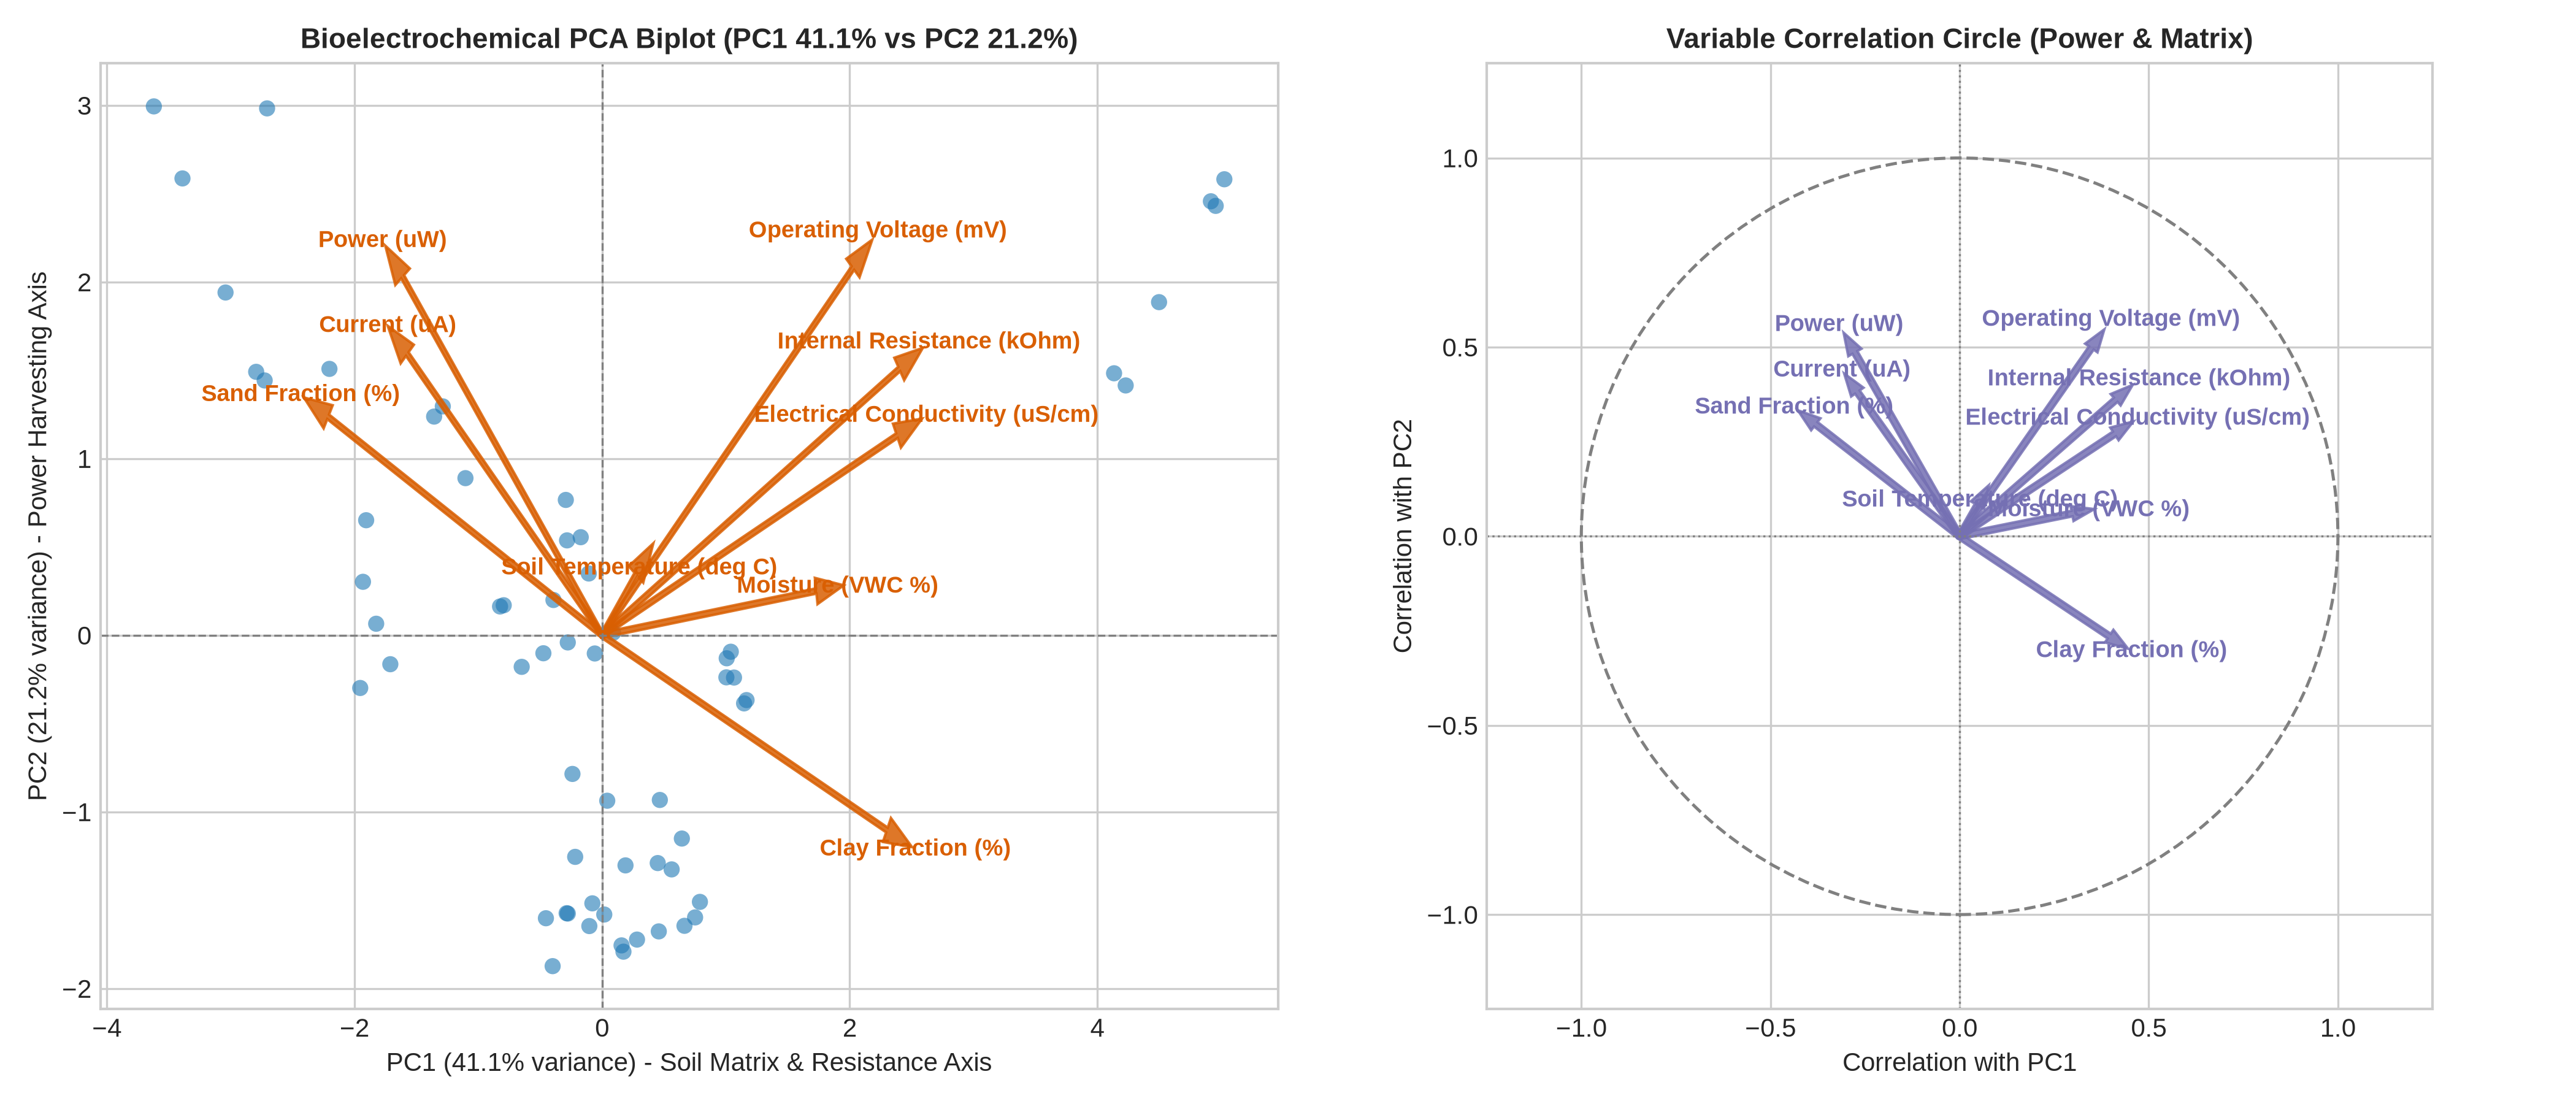 Bioelectrochemical PCA Biplot (PC1 41.1% vs PC2 21.2%)
PC2 (21.2% variance) - Power Harvesting Axis
3
2
1
0
−1
−2
Power (uW)
Operating Voltage (mV)
Current (uA)
Internal Resistance (kOhm)
Sand Fraction (%)
Electrical Conductivity (uS/cm)
Soil Temperature (deg C)
Moisture (VWC %)
Clay Fraction (%)
−4
−2
0
2
4
PC1 (41.1% variance) - Soil Matrix & Resistance Axis
Variable Correlation Circle (Power & Matrix)
Correlation with PC2
1.0
0.5
0.0
−0.5
−1.0
Power (uW)
Operating Voltage (mV)
Current (uA)
Internal Resistance (kOhm)
Sand Fraction (%)
Electrical Conductivity (uS/cm)
Soil Temperature (deg C)
Moisture (VWC %)
Clay Fraction (%)
−1.0
−0.5
0.0
0.5
1.0
Correlation with PC1